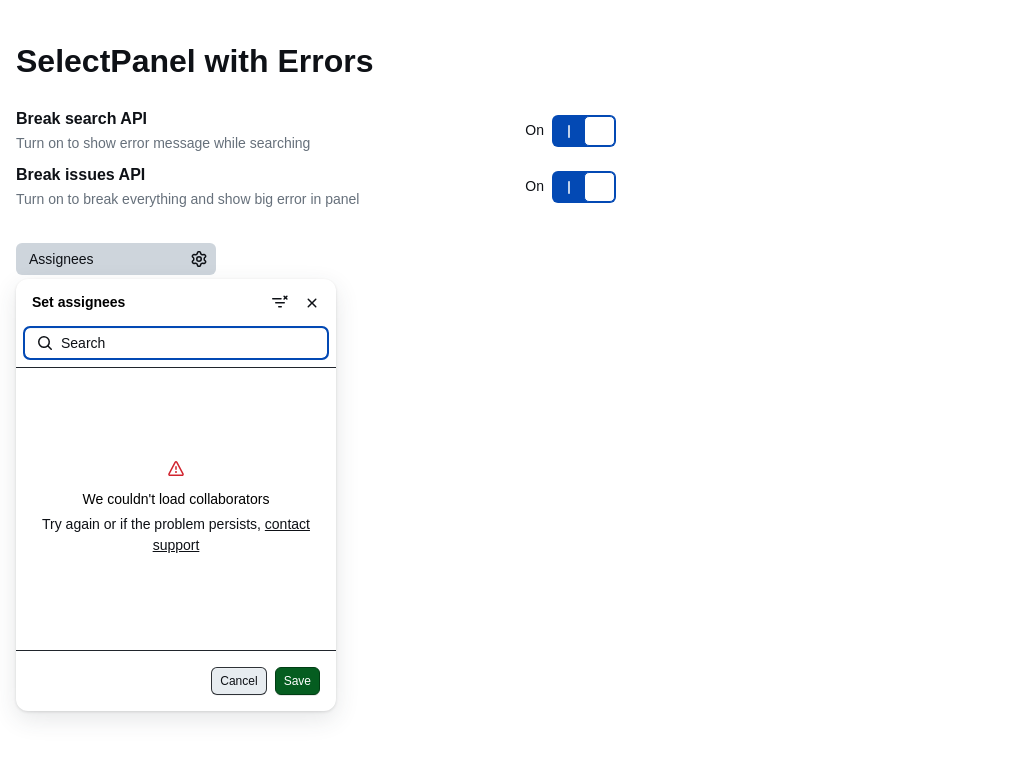 SelectPanel with Errors
Break search API
Turn on to show error message while searching
On
Break issues API
Turn on to break everything and show big error in panel
On
Assignees
Set assignees
Search
We couldn't load collaborators
Try again or if the problem persists, contact
support
Cancel
Save